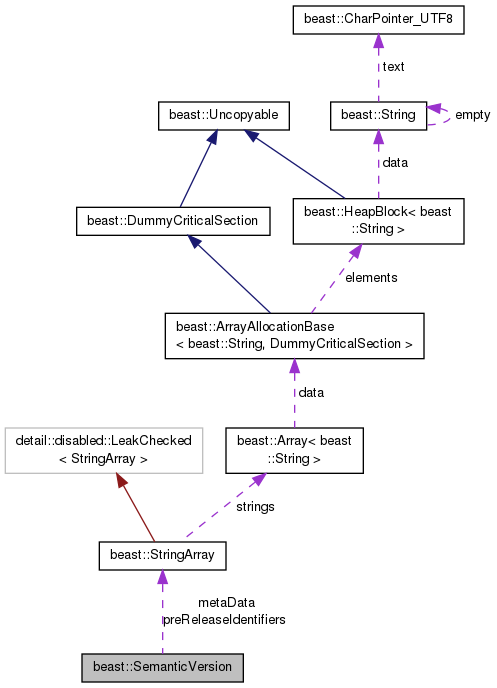 beast::CharPointer_UTF8
text
beast::Uncopyable
beast::String
empty
data
beast::DummyCriticalSection
beast::HeapBlock< beast
::String >
elements
beast::ArrayAllocationBase
< beast::String, DummyCriticalSection >
data
detail::disabled::LeakChecked
< StringArray >
beast::Array< beast
::String >
strings
beast::StringArray
metaData
preReleaseIdentifiers
beast::SemanticVersion